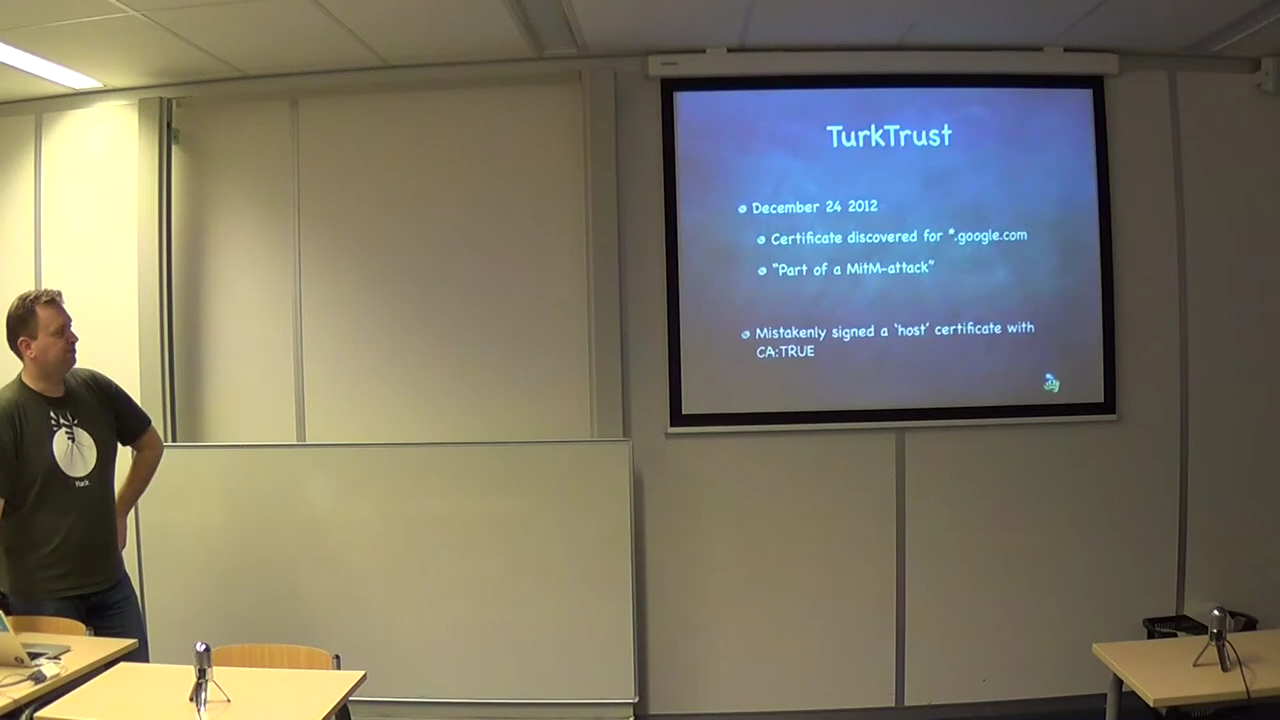 TurkTrust
December 24 2012
Certificate discovered for *.google.com
"Part of a MitM-attack"
Mistakenly signed a 'host' certificate with
CA:TRUE